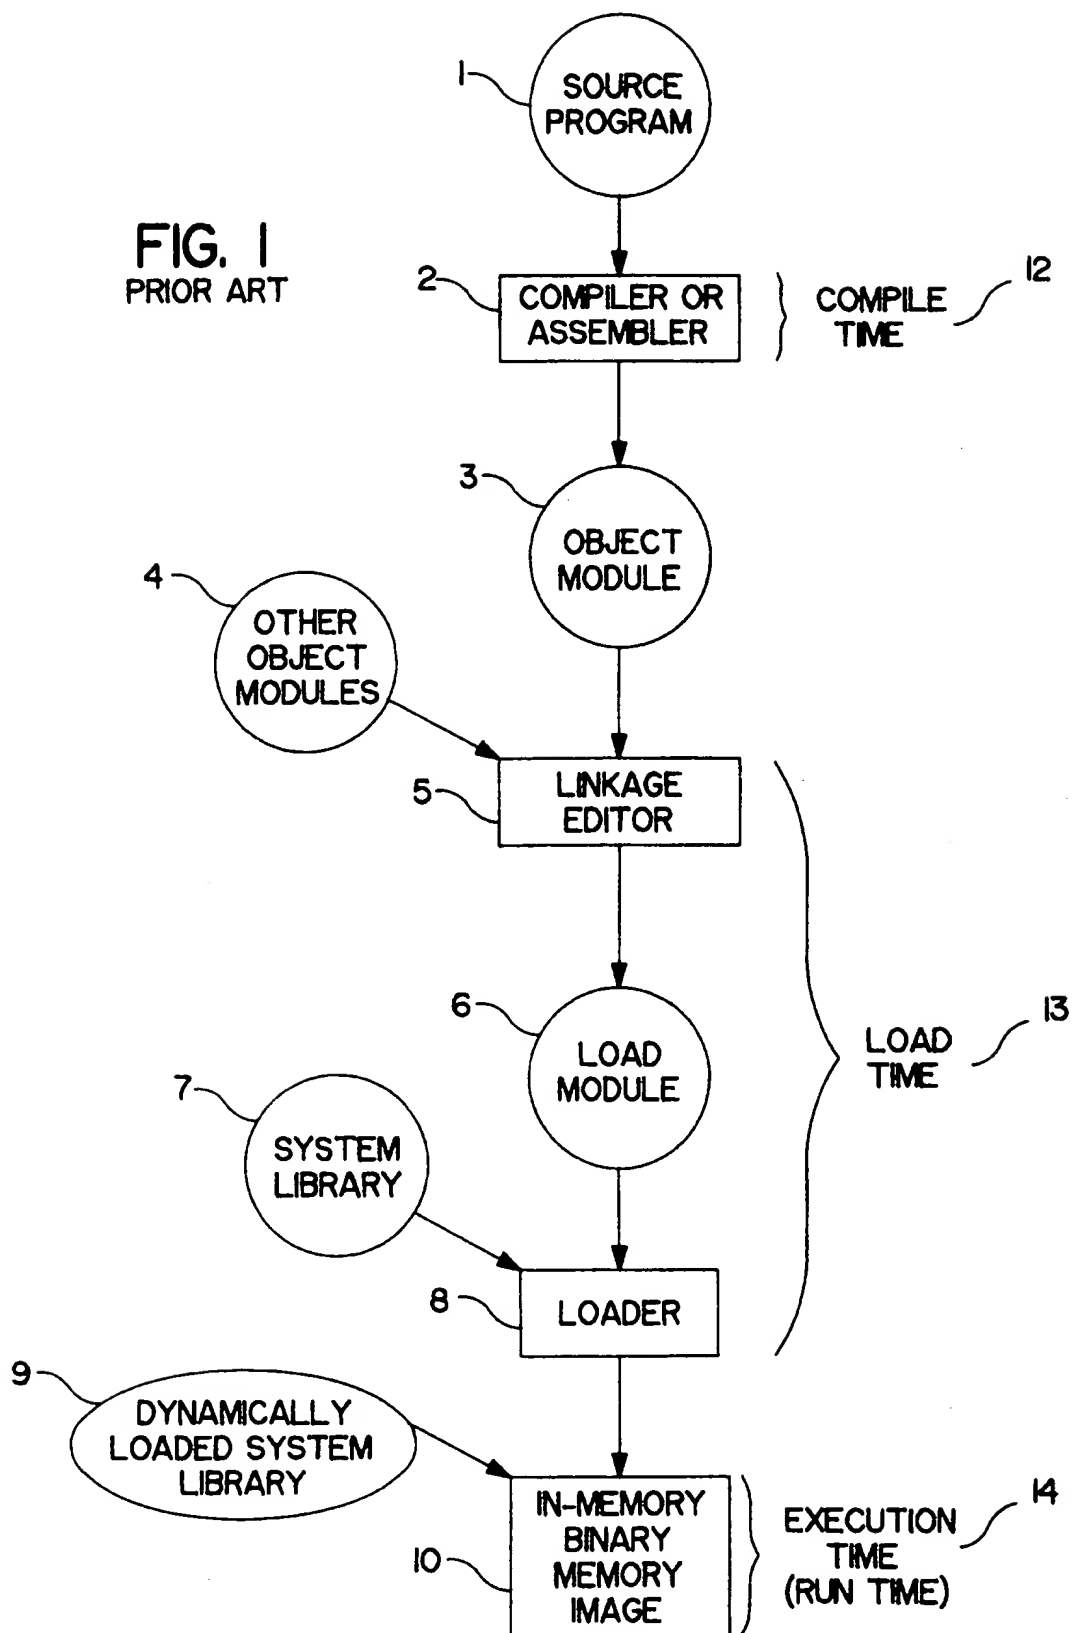 1
SOURCE
PROGRAM
FIG. 1
PRIOR ART
2
COMPILER OR
ASSEMBLER
COMPILE
TIME
12
3
OBJECT
MODULE
4
OTHER
OBJECT
MODULES
5
LINKAGE
EDITOR
6
LOAD
MODULE
LOAD
TIME
13
7
SYSTEM
LIBRARY
8
LOADER
9
DYNAMICALLY
LOADED SYSTEM
LIBRARY
10
IN-MEMORY
BINARY
MEMORY
IMAGE
EXECUTION
TIME
(RUN TIME)
14